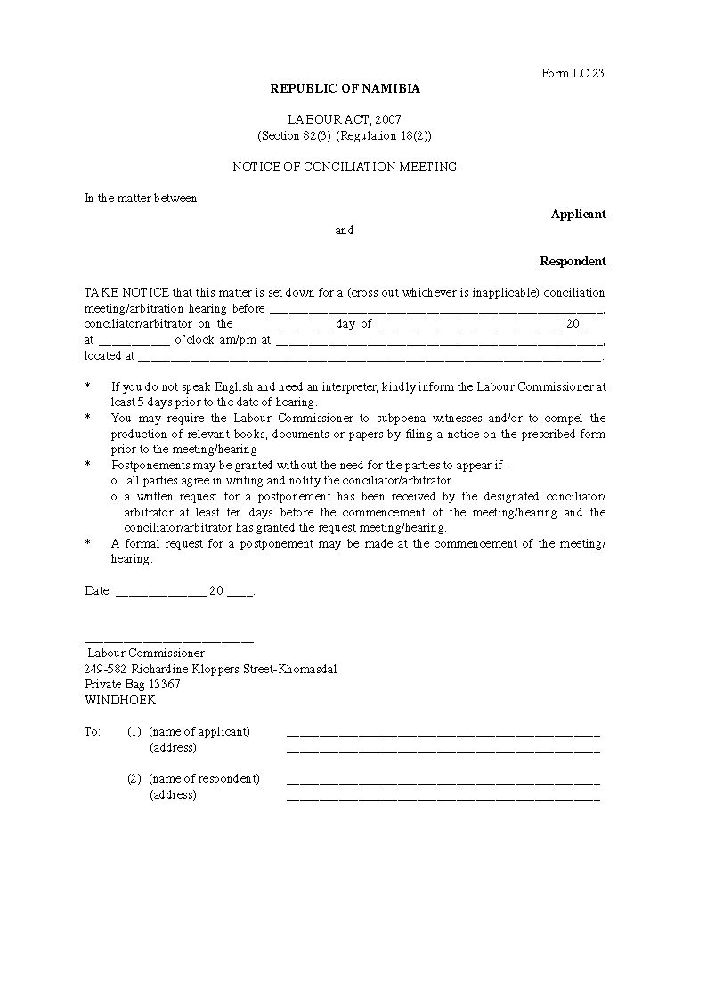 Form LC 23
REPUBLIC OF NAMIBIA
LABOUR ACT, 2007
(Section 82(3) (Regulation 18(2))
NOTICE OF CONCILIATION MEETING
In the matter between:
Applicant
and
Respondent
TAKE NOTICE that this matter is set down for a (cross out whichever is inapplicable) conciliation
meeting/arbitration hearing before ____________________________________________________,
conciliator/arbitrator on the ______________ day of ____________________________ 20____
at ___________ o’clock am/pm at ___________________________________________________,
located at ________________________________________________________________________.
* If you do not speak English and need an interpreter, kindly inform the Labour Commissioner at
least 5 days prior to the date of hearing.
* You may require the Labour Commissioner to subpoena witnesses and/or to compel the
production of relevant books, documents or papers by filing a notice on the prescribed form
prior to the meeting/hearing
* Postponements may be granted without the need for the parties to appear if :
o all parties agree in writing and notify the conciliator/arbitrator.
o a written request for a postponement has been received by the designated conciliator/
arbitrator at least ten days before the commencement of the meeting/hearing and the
conciliator/arbitrator has granted the request meeting/hearing.
* A formal request for a postponement may be made at the commencement of the meeting/
hearing.
Date: ______________ 20 ____.
__________________________
Labour Commissioner
249-582 Richardine Kloppers Street-Khomasdal
Private Bag 13367
WINDHOEK
To: (1) (name of applicant) ________________________________________________
(address) ________________________________________________
(2) (name of respondent) ________________________________________________
(address) ________________________________________________